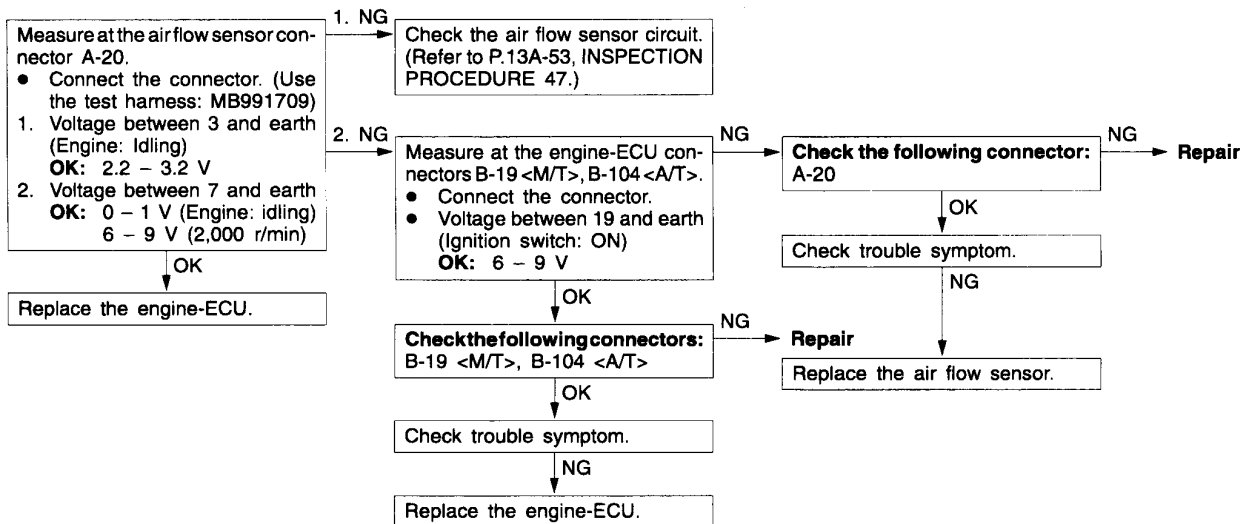 Measure at the airflow sensor con-
nector A-20.
● Connect the connector. (Use
the test harness: MB991709)
1. Voltage between 3 and earth
(Engine: Idling)
OK: 2.2 – 3.2 V
2. Voltage between 7 and earth
OK: 0 – 1 V (Engine: idling)
6 – 9 V (2,000 r/min)
OK
Replace the engine-ECU.
1. NG
Check the air flow sensor circuit.
(Refer to P.13A-53, INSPECTION
PROCEDURE 47.)
2. NG
Measure at the engine-ECU con-
nectors B-19 <M/T>, B-104 <A/T>.
● Connect the connector.
● Voltage between 19 and earth
(Ignition switch: ON)
OK: 6 – 9 V
OK
Check the following connectors:
B-19 <M/T>, B-104 <A/T>
NG
Repair
OK
Check trouble symptom.
NG
Replace the engine-ECU.
NG
Check the following connector:
A-20
NG
Repair
OK
Check trouble symptom.
NG
Replace the air flow sensor.